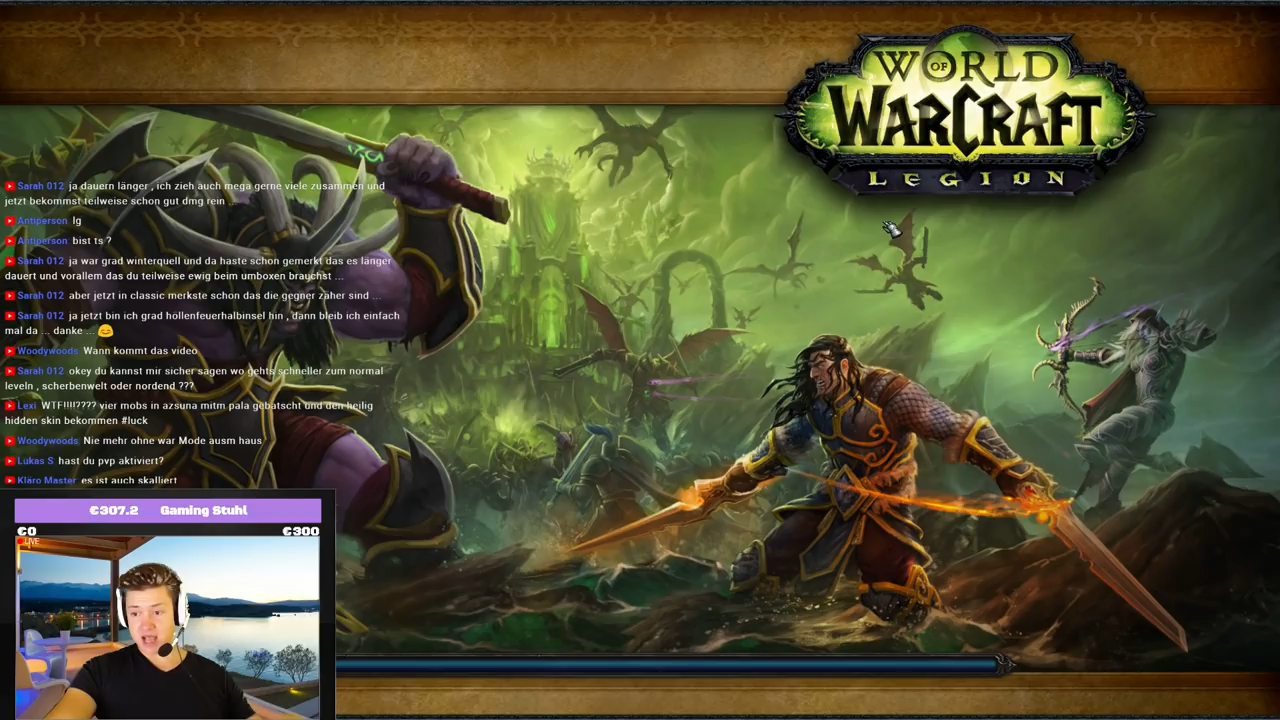 WORLD OF
WARCRAFT
LEGION
Sarah 012 ja dauern länger , ich zieh auch mega gerne viele zusammen und
jetzt bekommst teilweise schon gut dmg rein ...
Antiperson lg
Antiperson bist ts ?
Sarah 012 ja war grad winterquell und da haste schon gemerkt das es länger
dauert und vorallem das du teilweise ewig beim umboxen brauchst ...
Sarah 012 aber jetzt in classic merkste schon das die gegner zaher sind ...
Sarah 012 ja jetzt bin ich grad höllenfeuerhalbinsel hin , dann bleib ich einfach
mal da ... danke ... 😊
Woodywoods Wann kommt das video
Sarah 012 okey du kannst mir sicher sagen wo gehts schneller zum normal
leveln , scherbenwelt oder nordend ???
Lexi WTF!!!!???? vier mobs in azsuna mitm pala gebatscht und den heilig
hidden skin bekommen #luck
Woodywoods Nie mehr ohne war Mode ausm haus
Lukas S. hast du pvp aktiviert?
Kläro Master es ist auch skalliert
€307.2 Gaming Stuhl
€0 €300
LIVE